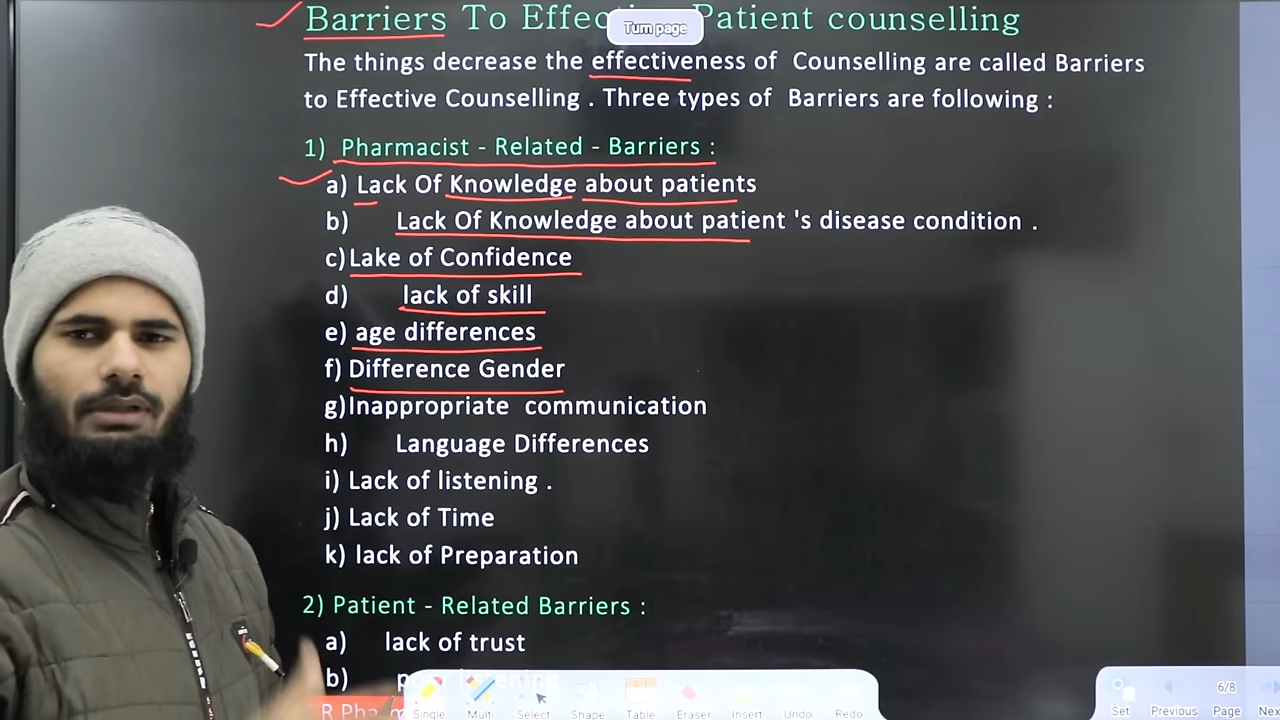 Barriers To Effec Patient counselling
Turn page
The things decrease the effectiveness of Counselling are called Barriers
to Effective Counselling . Three types of Barriers are following :
1) Pharmacist - Related - Barriers :
a) Lack Of Knowledge about patients
b) Lack Of Knowledge about patient 's disease condition .
c)Lake of Confidence
d) lack of skill
e) age differences
f) Difference Gender
g)Inappropriate communication
h) Language Differences
i) Lack of listening .
j) Lack of Time
k) lack of Preparation
2) Patient - Related Barriers :
a) lack of trust
b) poor listening
R Pha m
Single Multi Select Shape Table Eraser Insert Undo Redo
Set Previous Page Nex
6/8